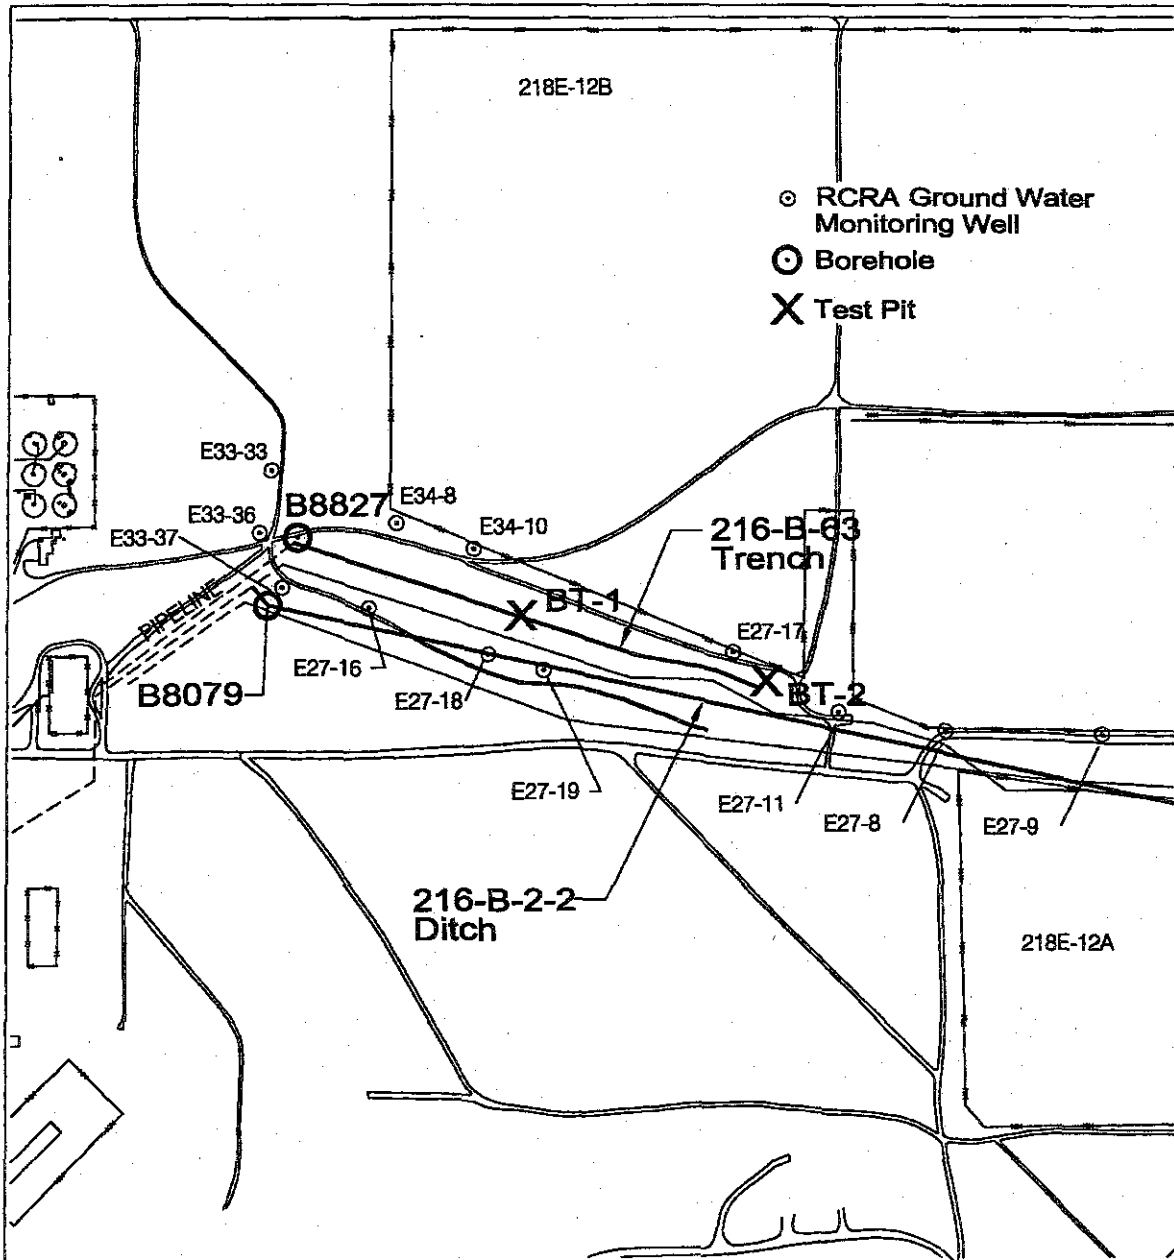 218E-12B
RCRA Ground Water
Monitoring Well
Borehole
Test Pit
E33-33
B8827
E34-8
E33-36
E34-10
E33-37
216-B-63
Trench
PIPELINE
BT-1
E27-17
E27-16
B8079
E27-18
BT-2
E27-19
E27-11
E27-8
E27-9
216-B-2-2
Ditch
218E-12A